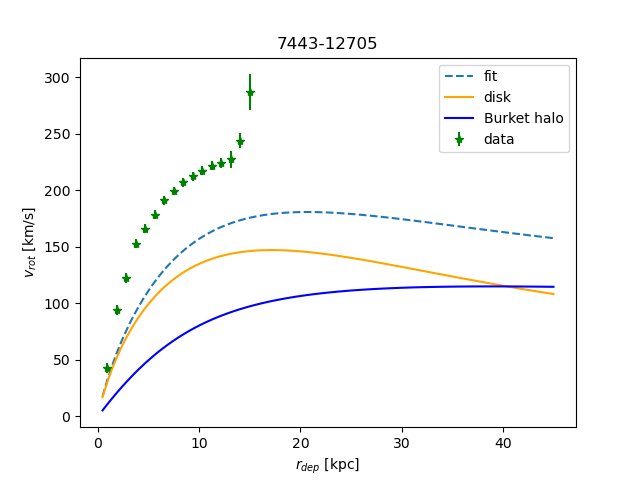 7443-12705
300
250
200
150
100
50
0
v_rot [km/s]
fit
disk
Burket halo
data
0 10 20 30 40
r_dep [kpc]